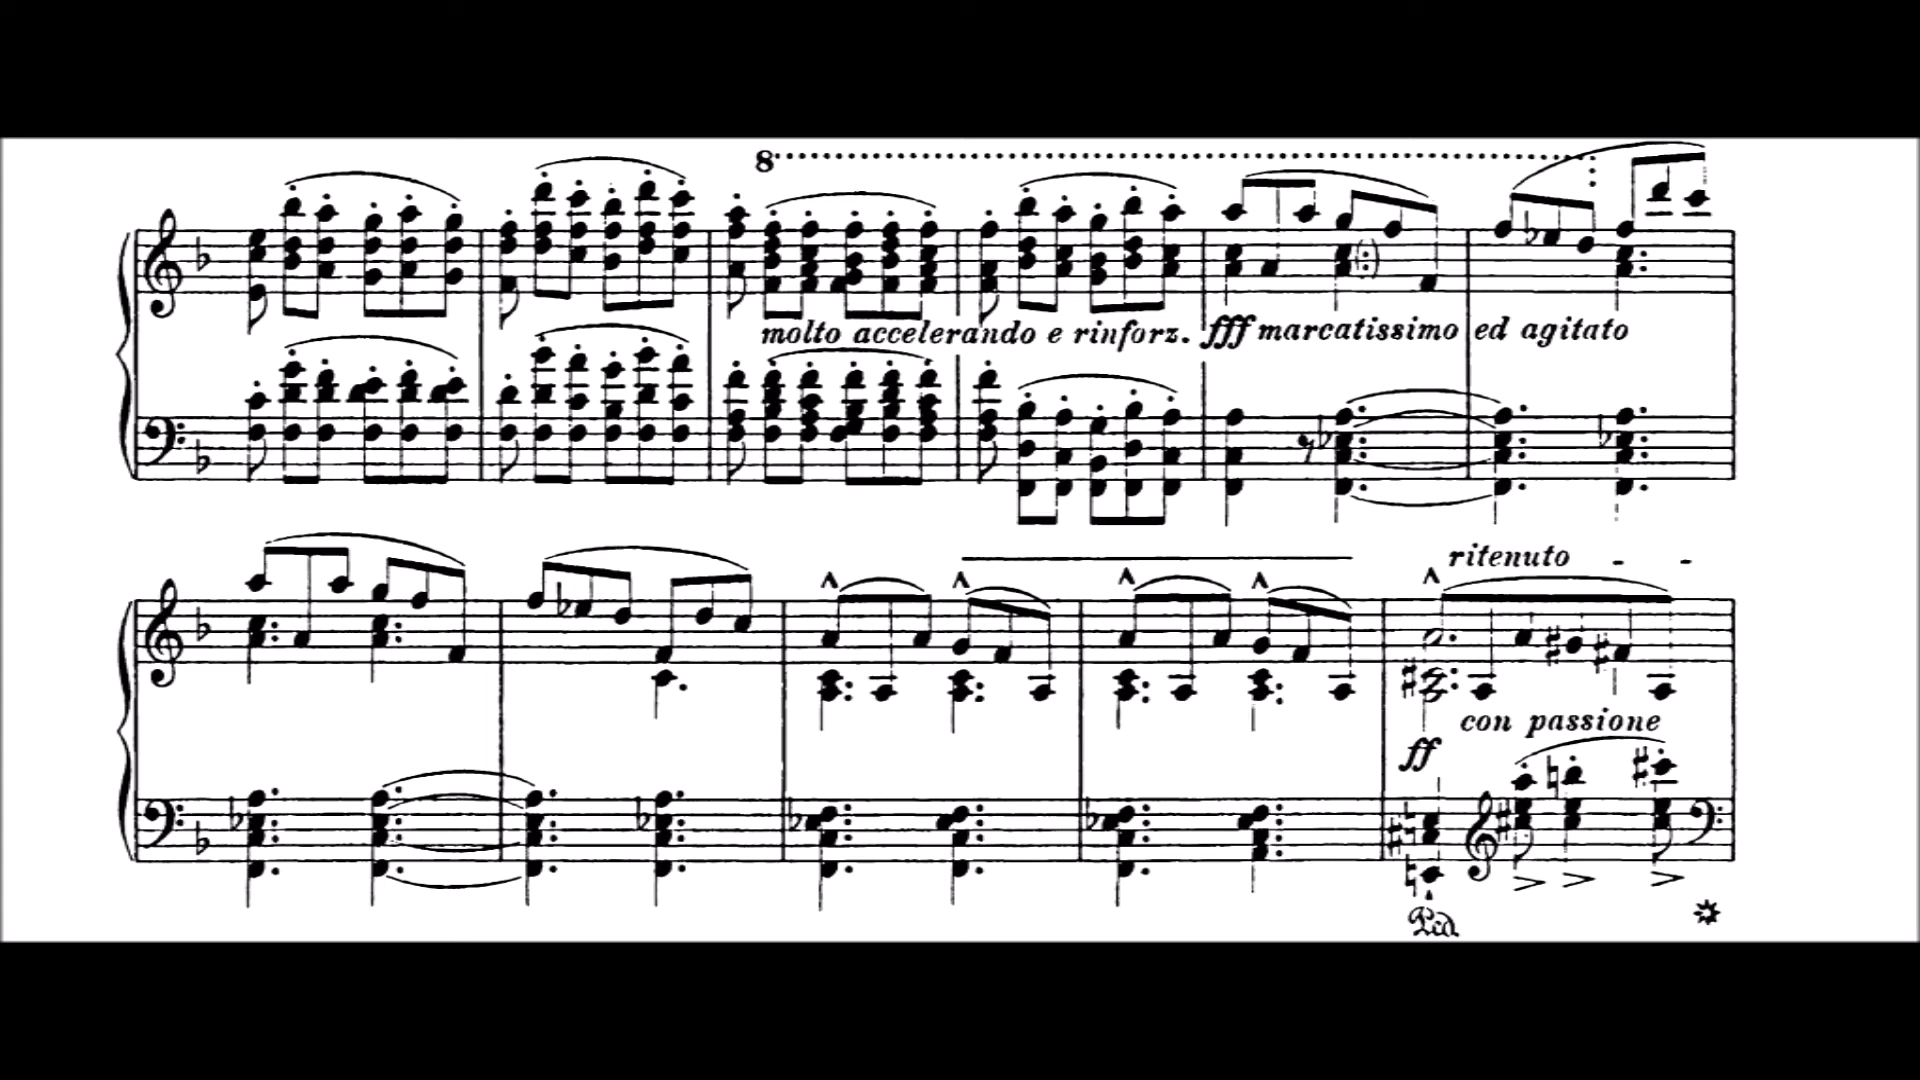 8
molto accelerando e rinforz. fff marcatissimo ed agitato
ritenuto - -
con passione
ff
Ped.